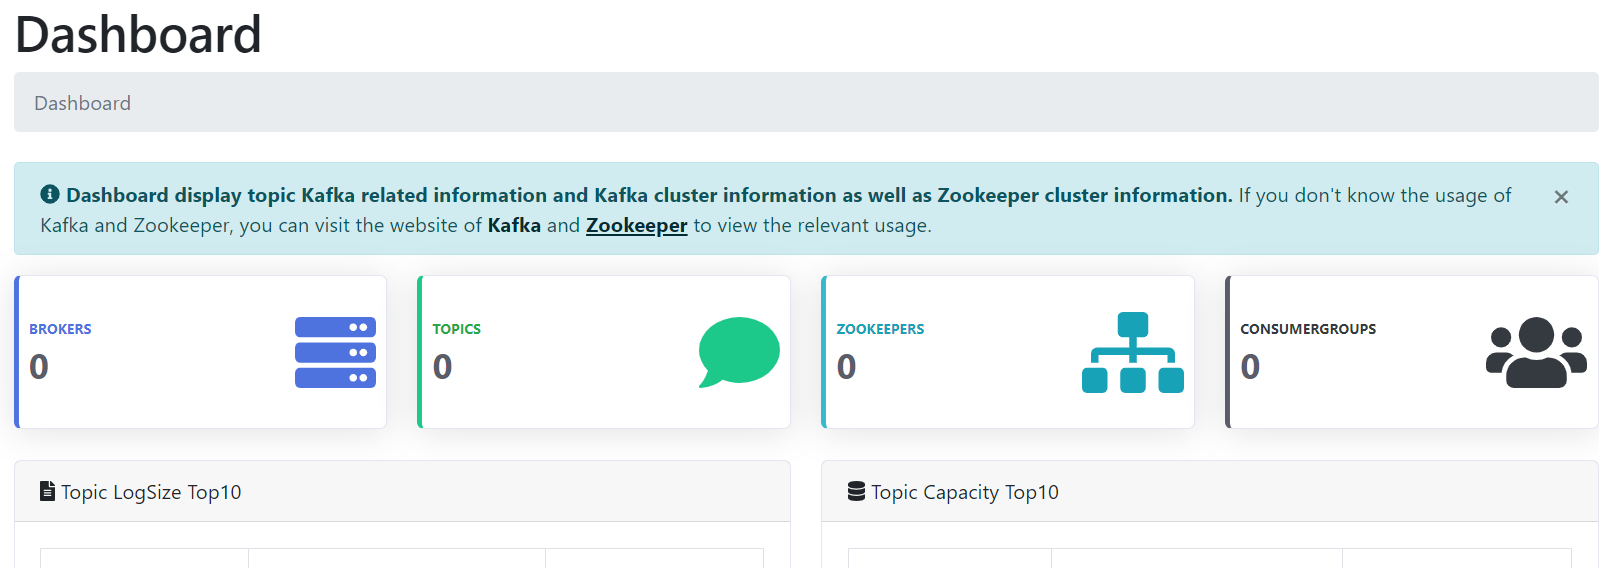 Dashboard
Dashboard
Dashboard display topic Kafka related information and Kafka cluster information as well as Zookeeper cluster information. If you don't know the usage of
Kafka and Zookeeper, you can visit the website of Kafka and Zookeeper to view the relevant usage.
×
BROKERS
0
TOPICS
0
ZOOKEEPERS
0
CONSUMERGROUPS
0
Topic LogSize Top10
Topic Capacity Top10